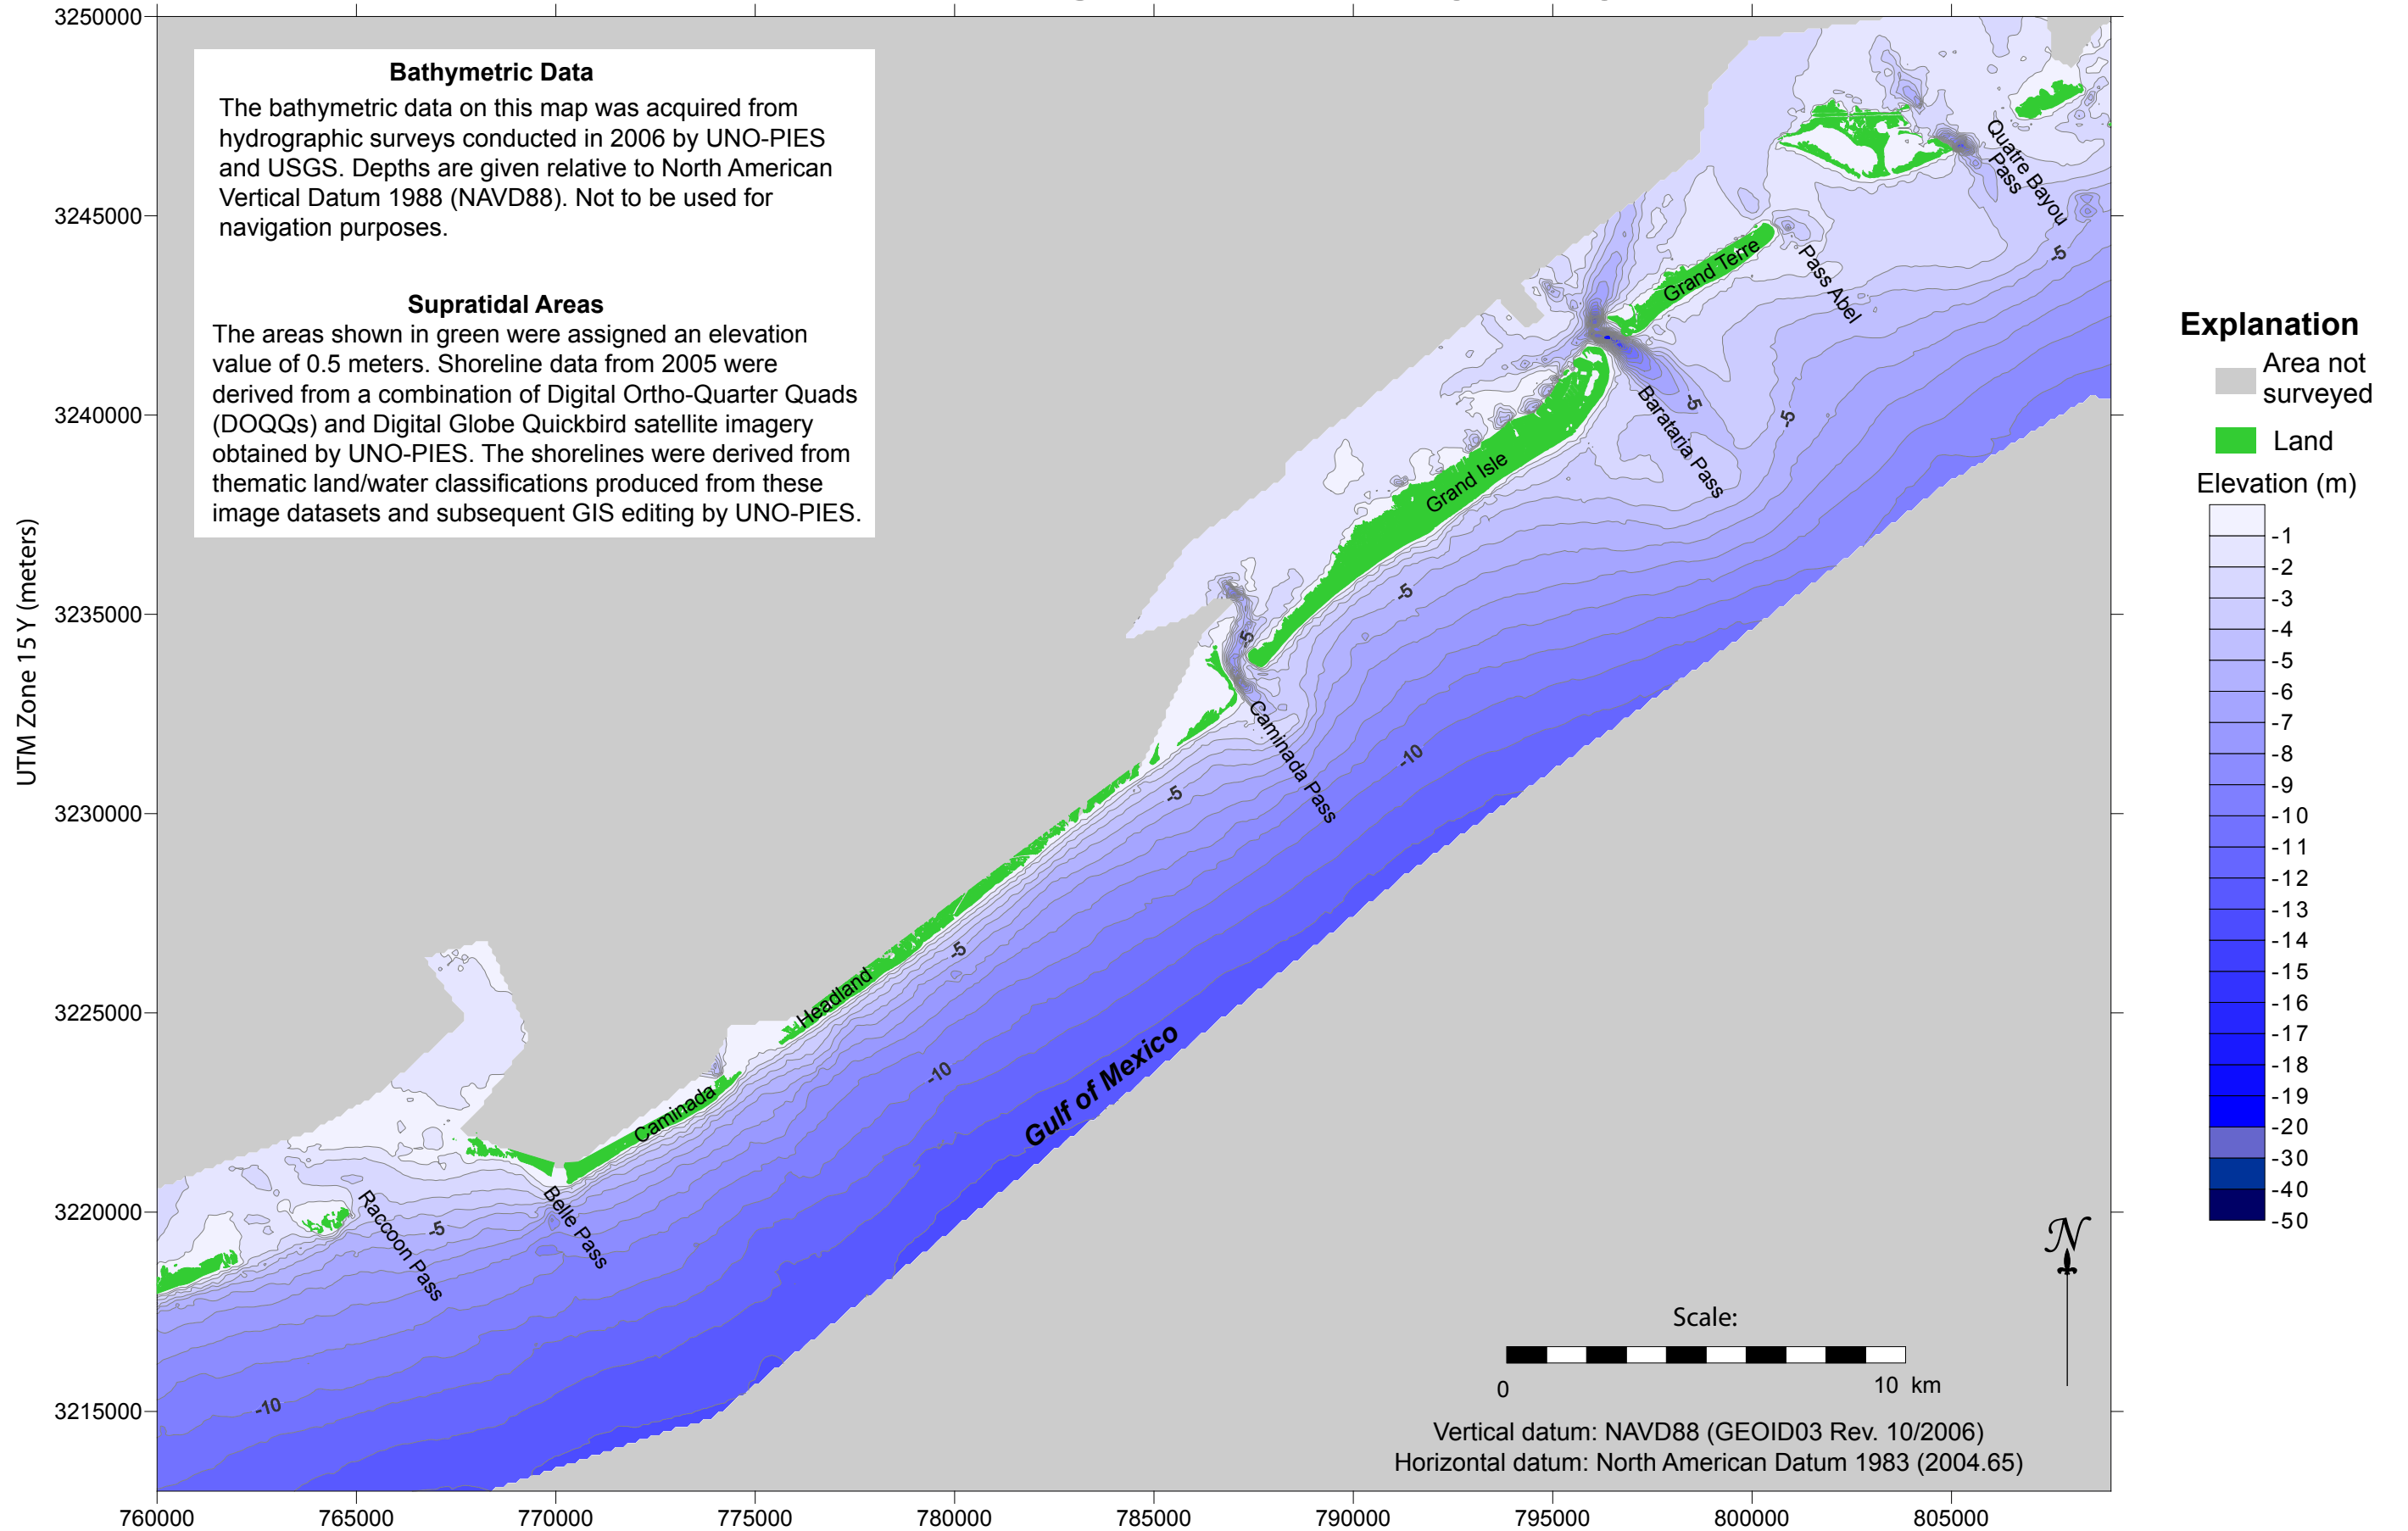 Bathymetric Data
The bathymetric data on this map was acquired from
hydrographic surveys conducted in 2006 by UNO-PIES
and USGS. Depths are given relative to North American
Vertical Datum 1988 (NAVD88). Not to be used for
navigation purposes.
Supratidal Areas
The areas shown in green were assigned an elevation
value of 0.5 meters. Shoreline data from 2005 were
derived from a combination of Digital Ortho-Quarter Quads
(DOQQs) and Digital Globe Quickbird satellite imagery
obtained by UNO-PIES. The shorelines were derived from
thematic land/water classifications produced from these
image datasets and subsequent GIS editing by UNO-PIES.
UTM Zone 15 Y (meters)
3250000
3245000
3240000
3235000
3230000
3225000
3220000
3215000
760000
765000
770000
775000
780000
785000
790000
795000
800000
805000
Quatre Bayou
Pass
-5
Pass Abel
Grand Terre
-5
-5
Barataria Pass
Grand Isle
-5
-5
Caminada Pass
-10
-5
-5
Headland
-10
Gulf of Mexico
Caminada
Belle Pass
Raccoon Pass
-5
-10
Explanation
Area not
surveyed
Land
Elevation (m)
-1
-2
-3
-4
-5
-6
-7
-8
-9
-10
-11
-12
-13
-14
-15
-16
-17
-18
-19
-20
-30
-40
-50
N
Scale:
0
10 km
Vertical datum: NAVD88 (GEOID03 Rev. 10/2006)
Horizontal datum: North American Datum 1983 (2004.65)